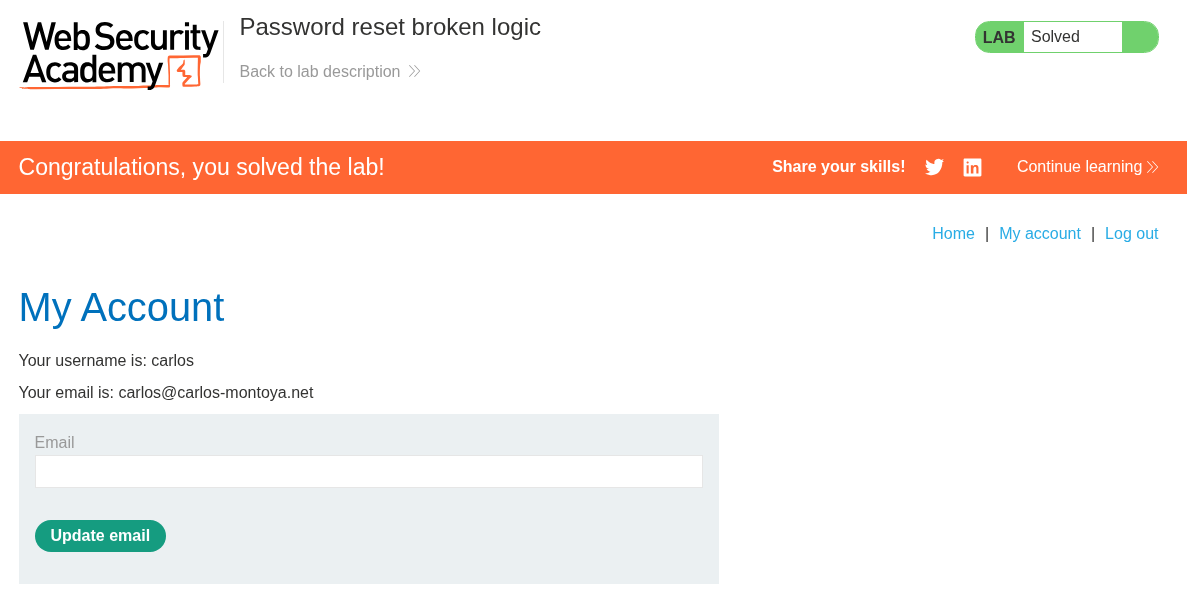 Web Security
Academy
Password reset broken logic
Back to lab description
LAB Solved
Congratulations, you solved the lab!
Share your skills!
Continue learning
Home | My account | Log out
My Account
Your username is: carlos
Your email is: carlos@carlos-montoya.net
Email
Update email